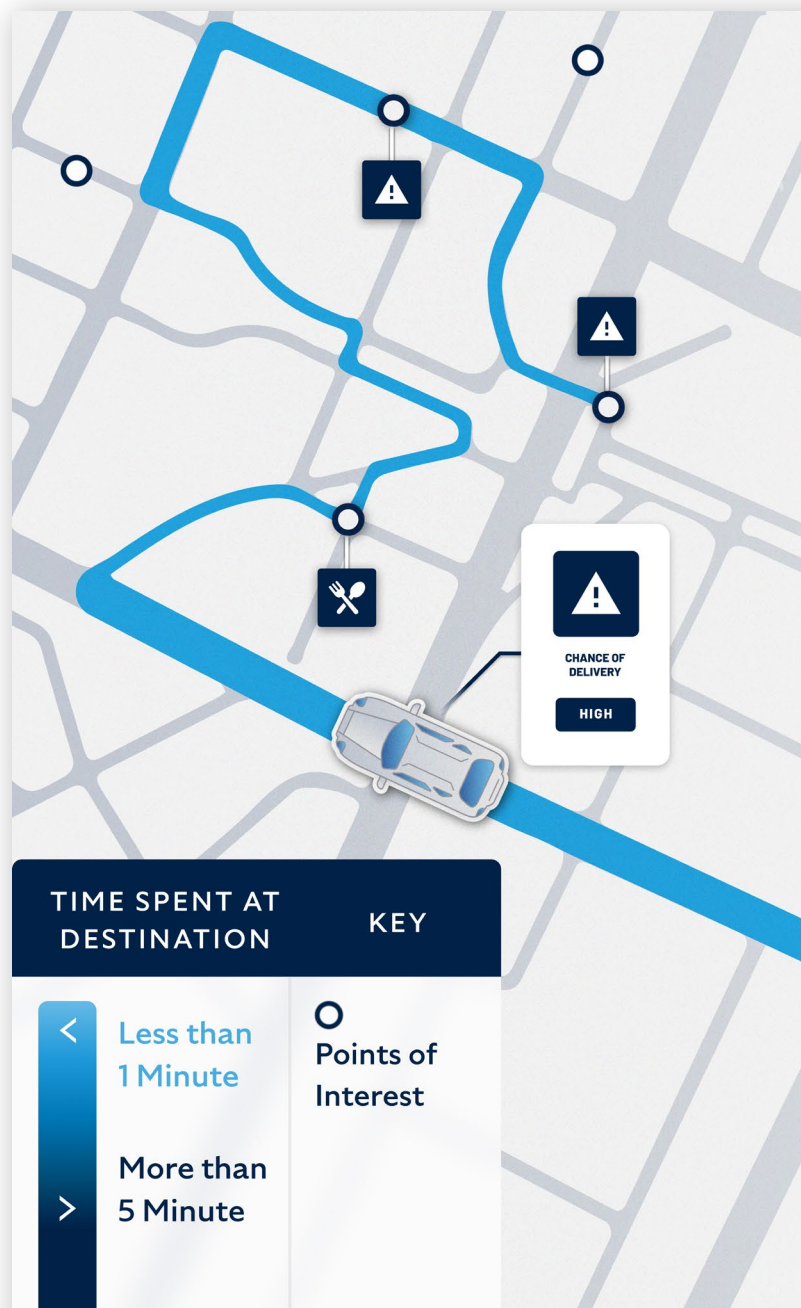 CHANCE OF
DELIVERY
HIGH
TIME SPENT AT
DESTINATION
KEY
Less than
1 Minute
More than
5 Minute
Points of
Interest